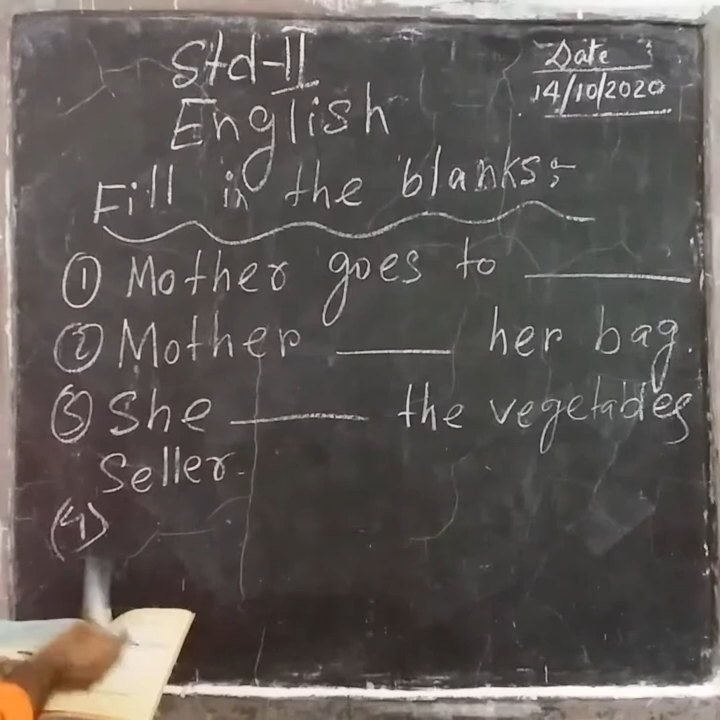 Std-II
Date :
14/10/2020
English
Fill in the blanks:-
① Mother goes to ______
② Mother ______ her bag.
③ She ______ the vegetables
Seller.
(4)